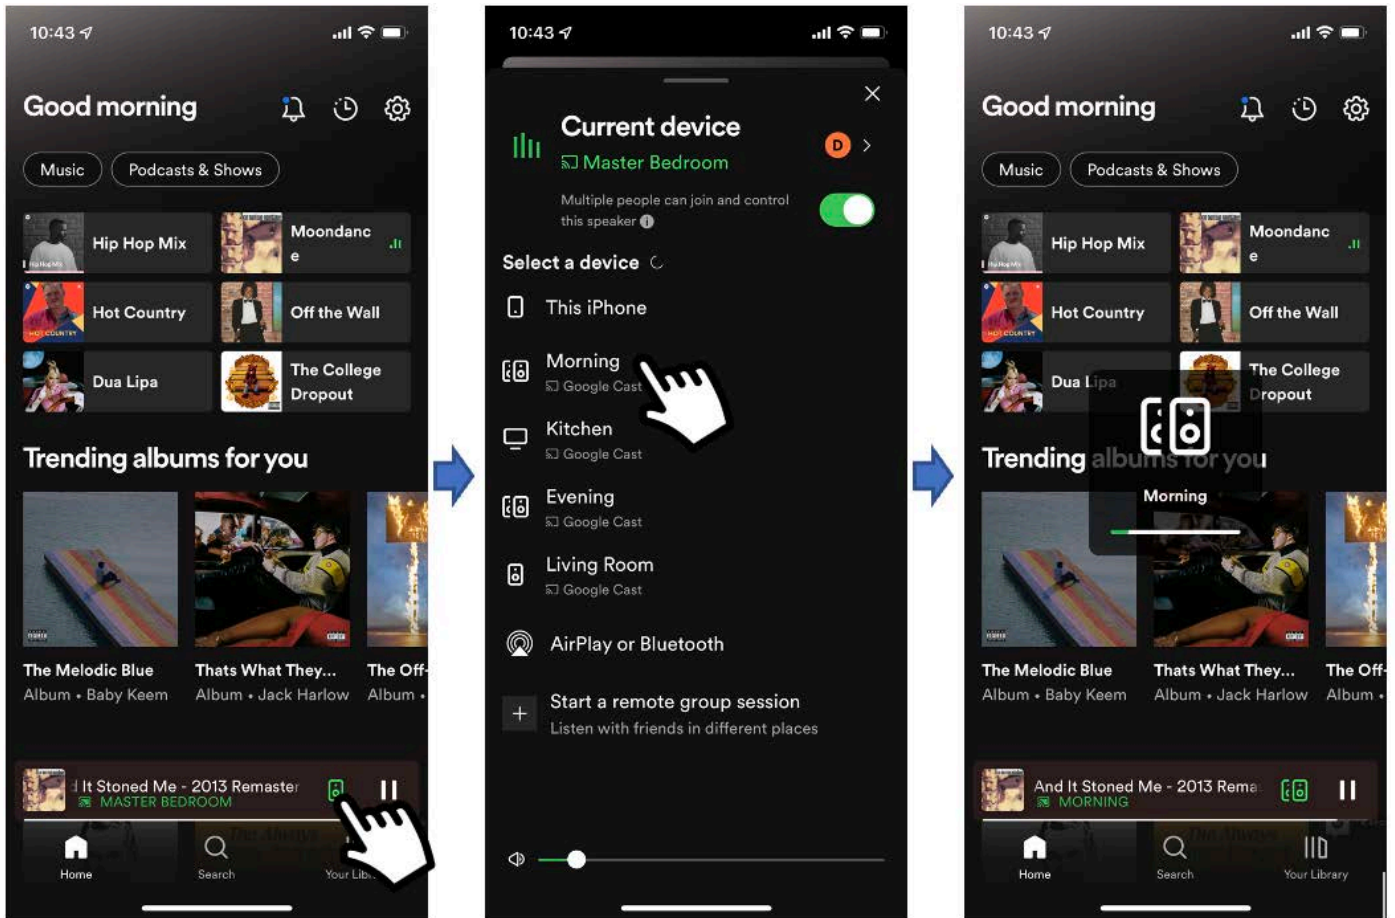 10:43
Good morning
Music
Podcasts & Shows
Hip Hop Mix
Moondanc
e
Hot Country
Off the Wall
Dua Lipa
The College
Dropout
Trending albums for you
The Melodic Blue
Album • Baby Keem
Thats What They...
Album • Jack Harlow
The Off-
Album •
It Stoned Me - 2013 Remaster
MASTER BEDROOM
Home
Search
Your Lib
10:43
Current device
Master Bedroom
D
Multiple people can join and control
this speaker
Select a device
This iPhone
Morning
Google Cast
Kitchen
Google Cast
Evening
Google Cast
Living Room
Google Cast
AirPlay or Bluetooth
Start a remote group session
Listen with friends in different places
10:43
Good morning
Music
Podcasts & Shows
Hip Hop Mix
Moondanc
e
Hot Country
Off the Wall
Dua Lipa
The College
Dropout
Trending albums for you
Morning
The Melodic Blue
Album • Baby Keem
Thats What They...
Album • Jack Harlow
The Off-
Album •
And It Stoned Me - 2013 Rema
MORNING
Home
Search
Your Library